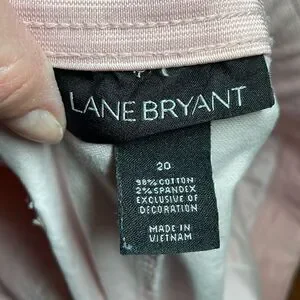 LANE BRYANT
20
98% COTTON
2% SPANDEX
EXCLUSIVE OF
DECORATION
MADE IN
VIETNAM